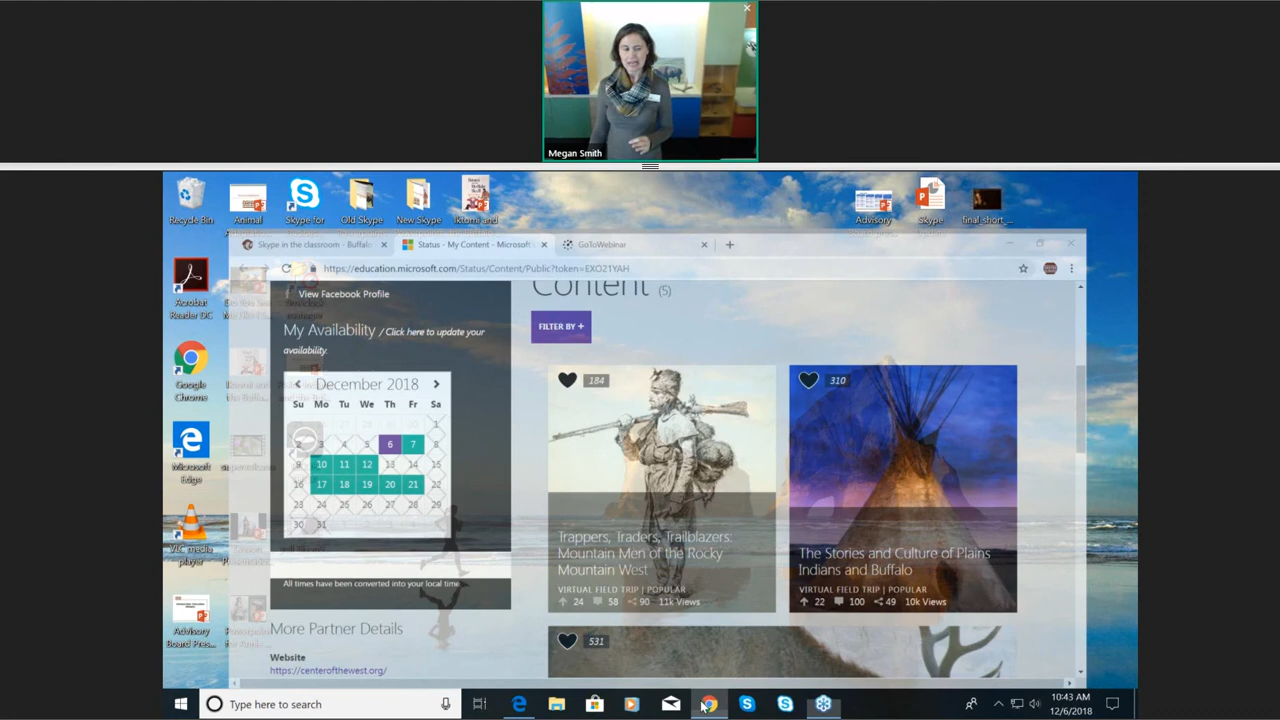 Megan Smith
Recycle Bin
Animal
Skype for
Old Skype
New Skype
Iktomi and
Advisory
Skype
final_short_...
Skype in the classroom - Buffalo
Status - My Content - Microsoft
GoToWebinar
https://education.microsoft.com/Status/Content/Public?token=EXO21YAH
Acrobat
Reader DC
Google
Chrome
Microsoft
Edge
VLC media
player
Advisory
Board Pres...
View Facebook Profile
My Availability / Click here to update your
availability.
December 2018
Su Mo Tu We Th Fr Sa
1
2 3 4 5 6 7 8
9 10 11 12 13 14 15
16 17 18 19 20 21 22
23 24 25 26 27 28 29
30 31
All times have been converted into your local time
More Partner Details
Website
https://centerofthewest.org/
Content (5)
FILTER BY +
184
Trappers, Traders, Trailblazers:
Mountain Men of the Rocky
Mountain West
VIRTUAL FIELD TRIP | POPULAR
24 58 90 11k Views
310
The Stories and Culture of Plains
Indians and Buffalo
VIRTUAL FIELD TRIP | POPULAR
22 100 49 10k Views
531
Type here to search
10:43 AM
12/6/2018